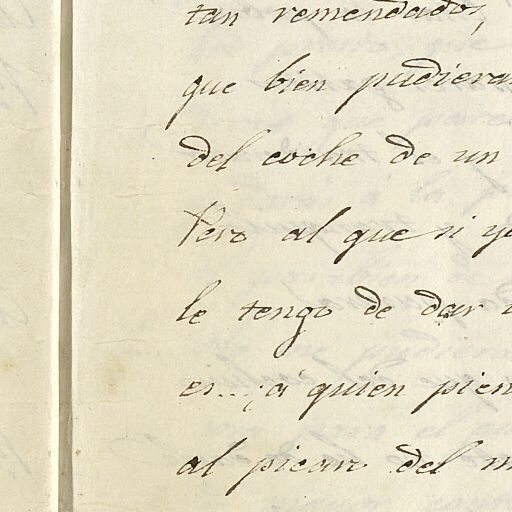 tan remendados,
que bien pudiera
del coche de un
Pero al que si yo
le tengo de dar
es... ¿á quien pien
al picaro del m